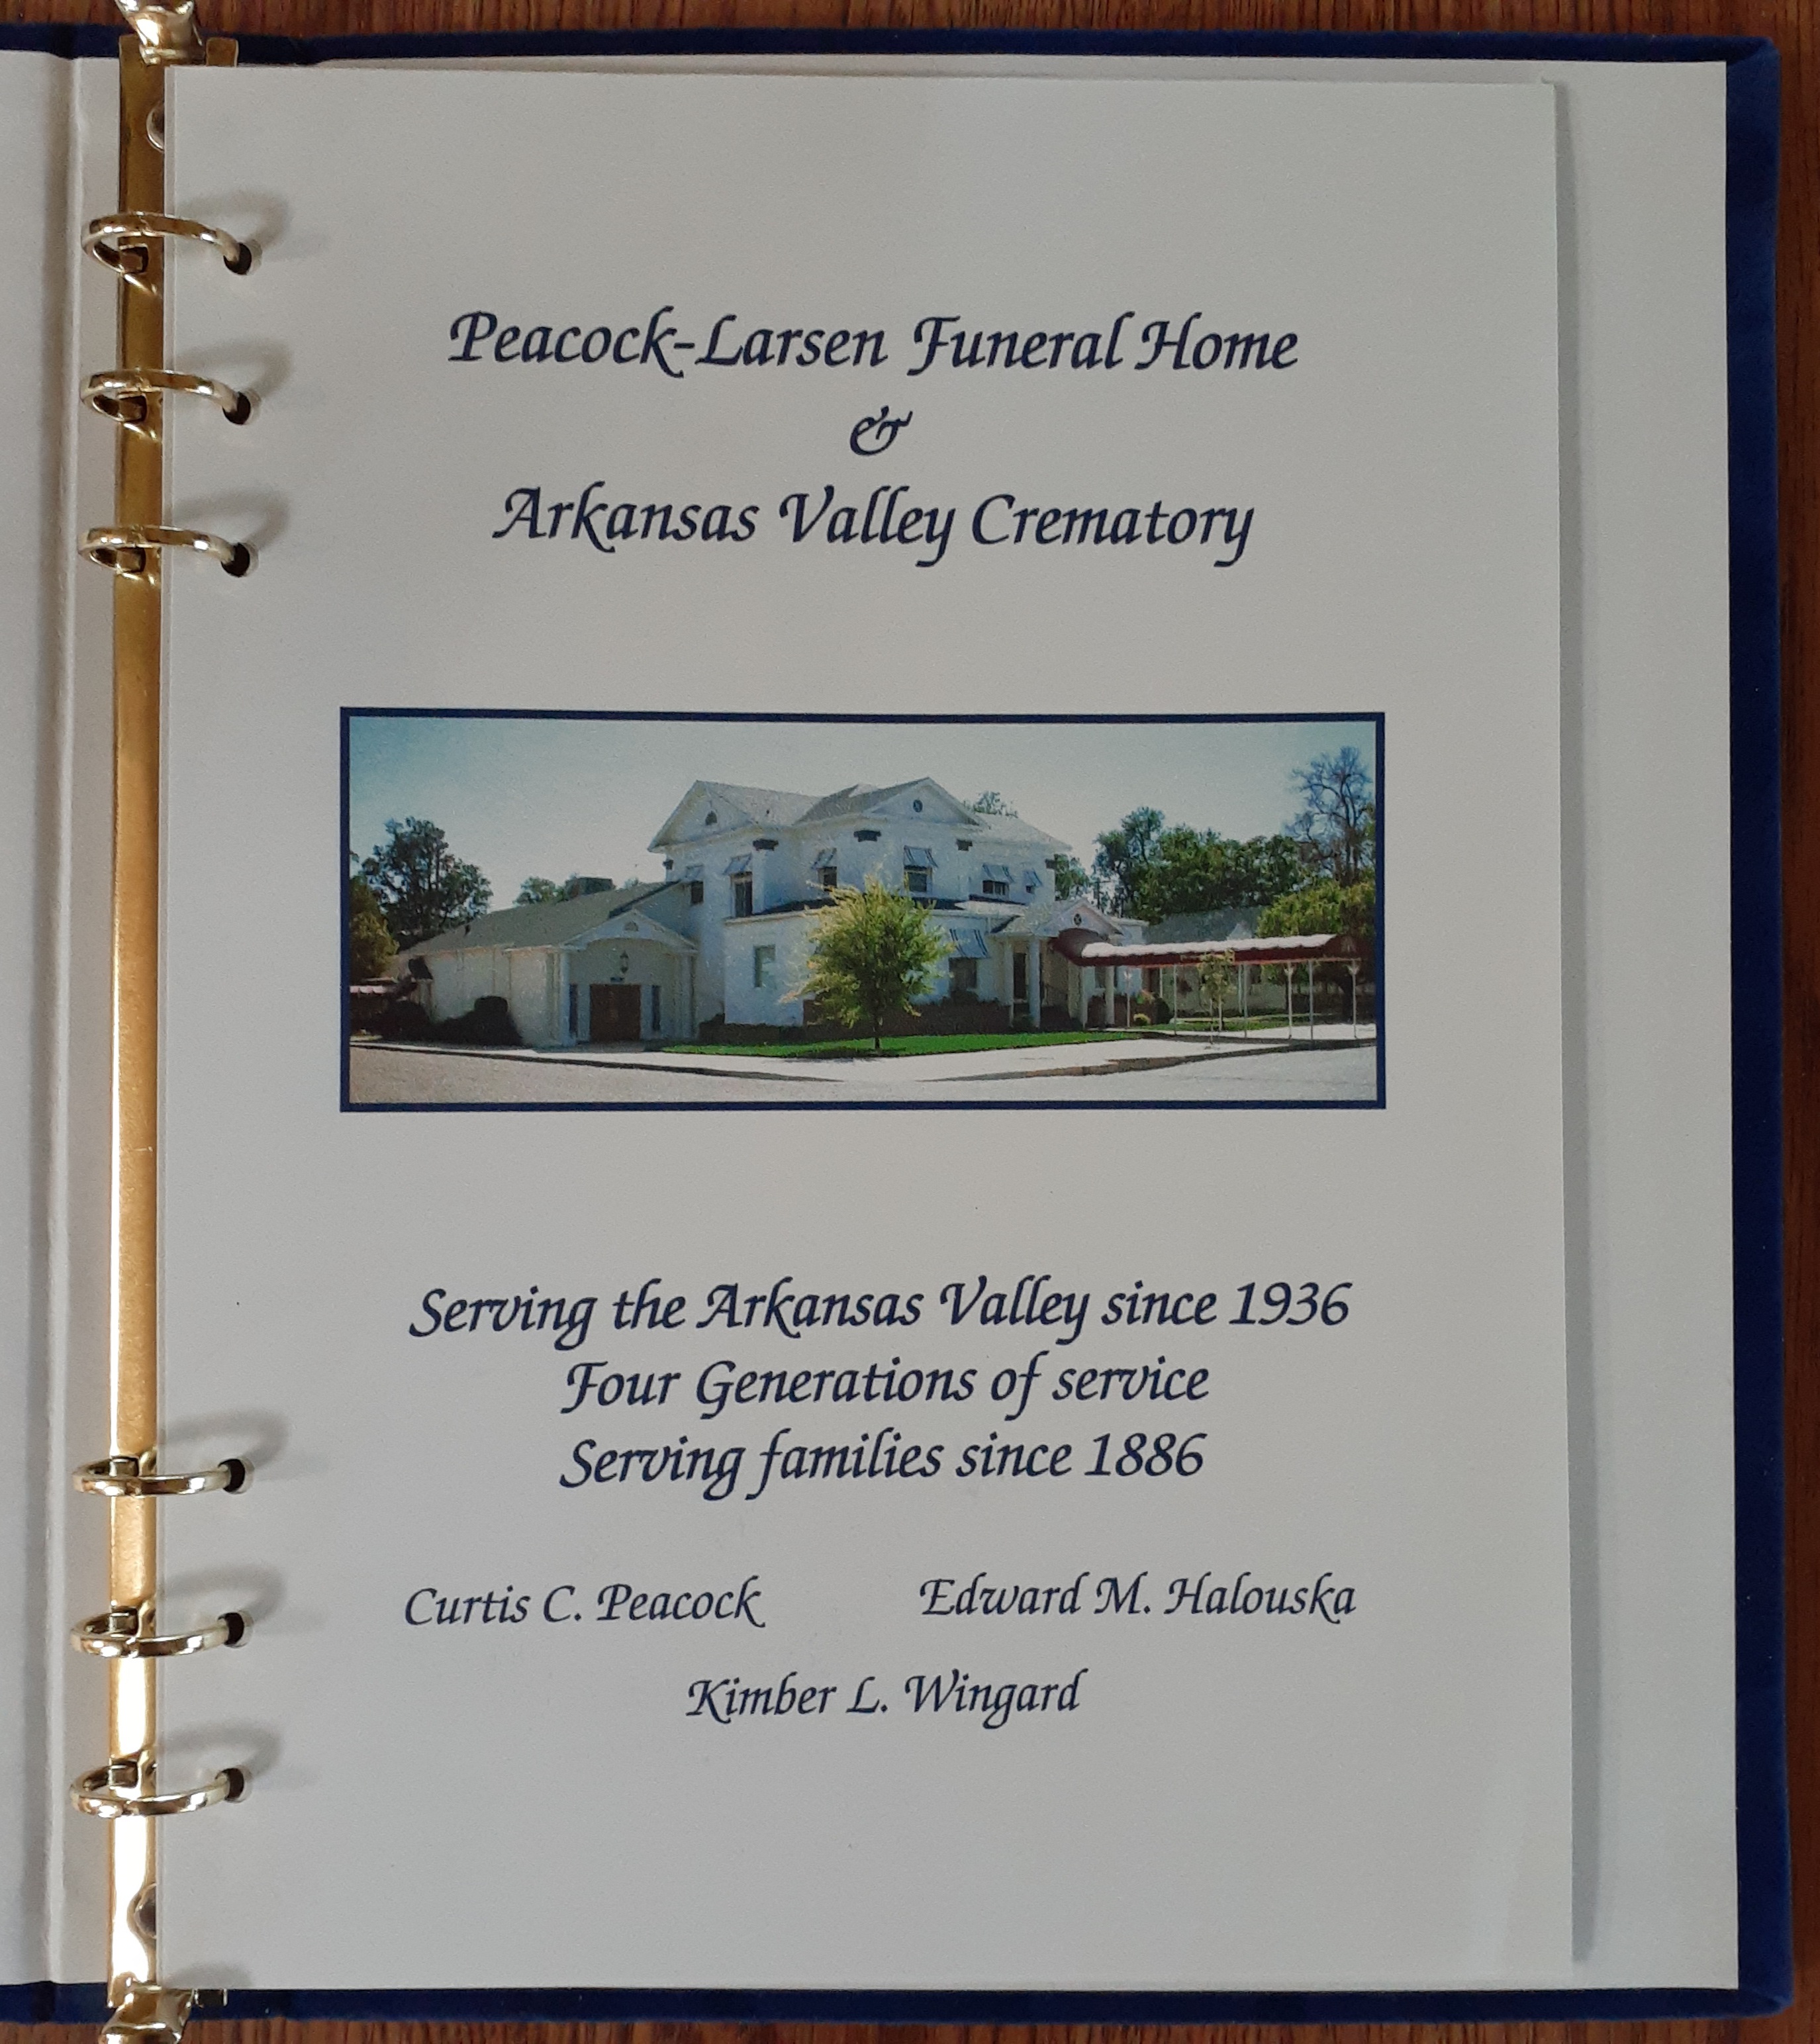 Peacock-Larsen Funeral Home
&
Arkansas Valley Crematory
Serving the Arkansas Valley since 1936
Four Generations of service
Serving families since 1886
Curtis C. Peacock Edward M. Halouska
Kimber L. Wingard